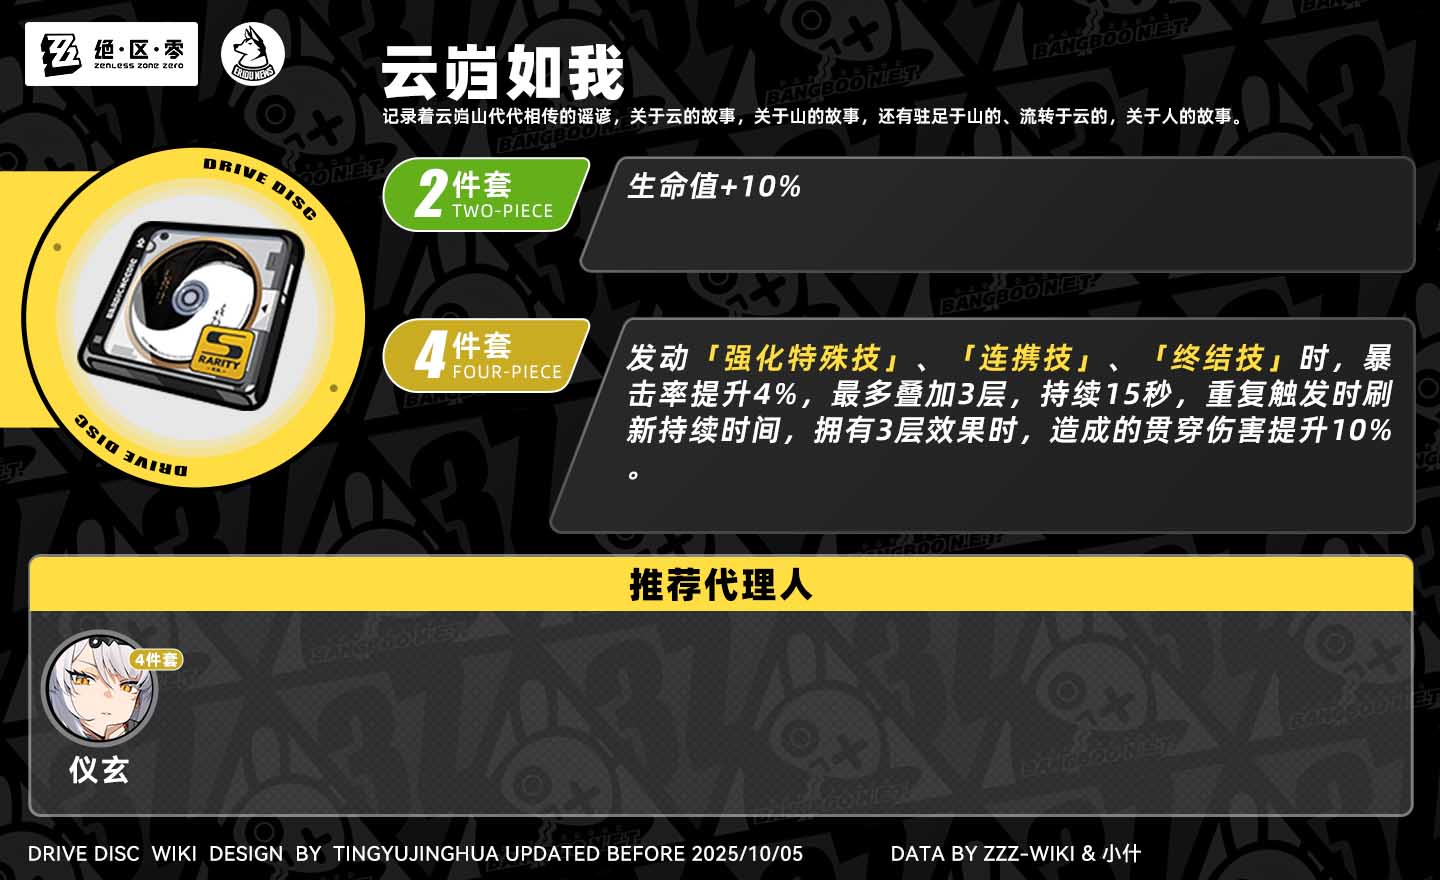 绝·区·零
ZENLESS ZONE ZERO
ERIDU NEWS
云岿如我
记录着云岿山代代相传的谣谚，关于云的故事，关于山的故事，还有驻足于山的、流转于云的，关于人的故事。
DRIVE DISC
S
RARITY
DRIVE DISC
2件套
TWO-PIECE
生命值+10%
4件套
FOUR-PIECE
发动「强化特殊技」、「连携技」、「终结技」时，暴
击率提升4%，最多叠加3层，持续15秒，重复触发时刷
新持续时间，拥有3层效果时，造成的贯穿伤害提升10%
。
推荐代理人
4件套
仪玄
DRIVE DISC WIKI DESIGN BY TINGYUJINGHUA UPDATED BEFORE 2025/10/05
DATA BY ZZZ-WIKI & 小什